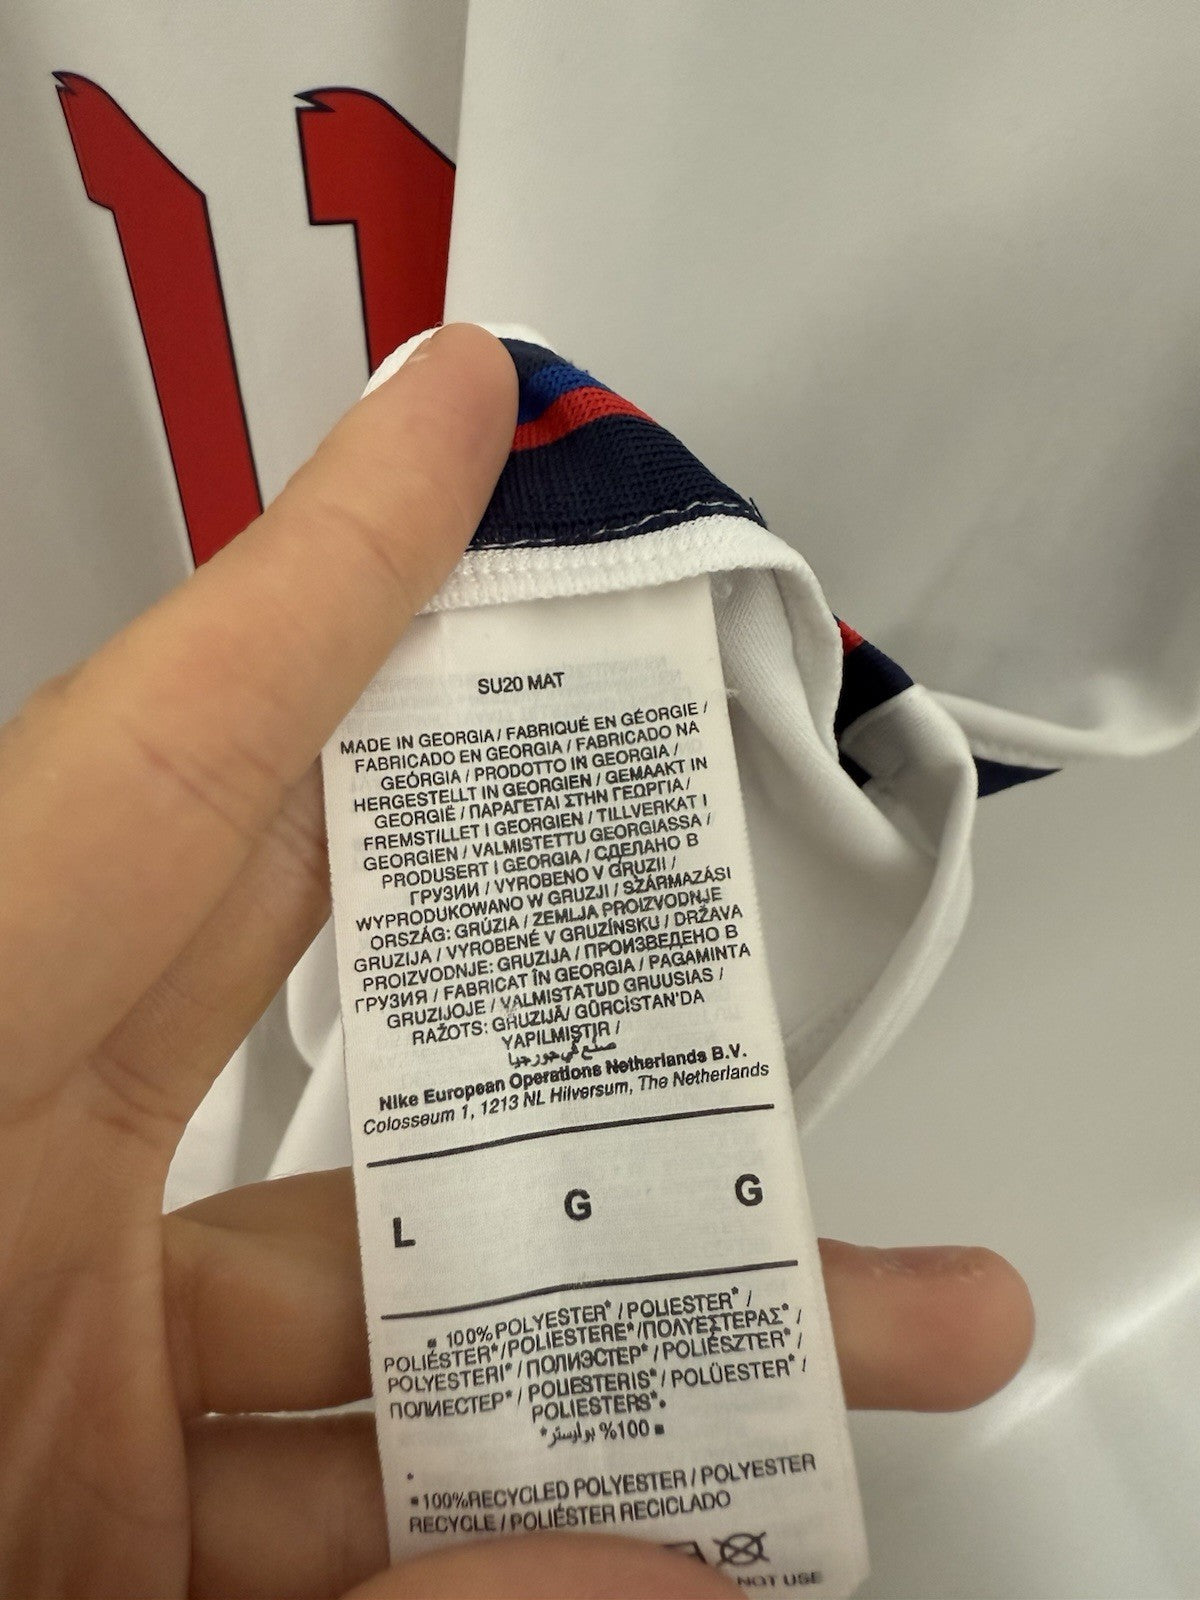 11
SU20 MAT
MADE IN GEORGIA / FABRIQUÉ EN GÉORGIE /
FABRICADO EN GEORGIA / FABRICADO NA
GEÓRGIA / PRODOTTO IN GEORGIA /
HERGESTELLT IN GEORGIEN / GEMAAKT IN
GEORGIË / ΠΑΡΑΓΕΤΑΙ ΣΤΗΝ ΓΕΩΡΓΙΑ /
FREMSTILLET I GEORGIEN / TILLVERKAT I
GEORGIEN / VALMISTETTU GEORGIASSA /
PRODUSERT I GEORGIA / СДЕЛАНО В
ГРУЗИИ / VYROBENO V GRUZII /
WYPRODUKOWANO W GRUZJI / SZÁRMAZÁSI
ORSZÁG: GRÚZIA / ZEMLJA PROIZVODNJE
GRUZIJA / VYROBENÉ V GRUZÍNSKU / DRŽAVA
PROIZVODNJE: GRUZIJA / ПРОИЗВЕДЕНО В
ГРУЗИЯ / FABRICAT ÎN GEORGIA / PAGAMINTA
GRUZIJOJE / VALMISTATUD GRUUSIAS /
RAŽOTS: GRUZIJĀ/ GÜRCİSTAN'DA
YAPILMIŞTIR /
صنع في جورجيا
Nike European Operations Netherlands B.V.
Colosseum 1, 1213 NL Hilversum, The Netherlands
L G G
■ 100% POLYESTER* / POLIESTER* /
POLIÉSTER*/POLIESTERE*/ΠΟΛΥΕΣΤΕΡΑΣ* /
POLYESTERI* / ПОЛИЭСТЕР* / POLIÉSZTER* /
ПОЛИЕСТЕР* / POLIESTERIS* / POLÜESTER* /
POLIESTERS* •
■ 100% بوليستر*
*
■ 100%RECYCLED POLYESTER / POLYESTER
RECYCLE / POLIÉSTER RECICLADO
NOT USE